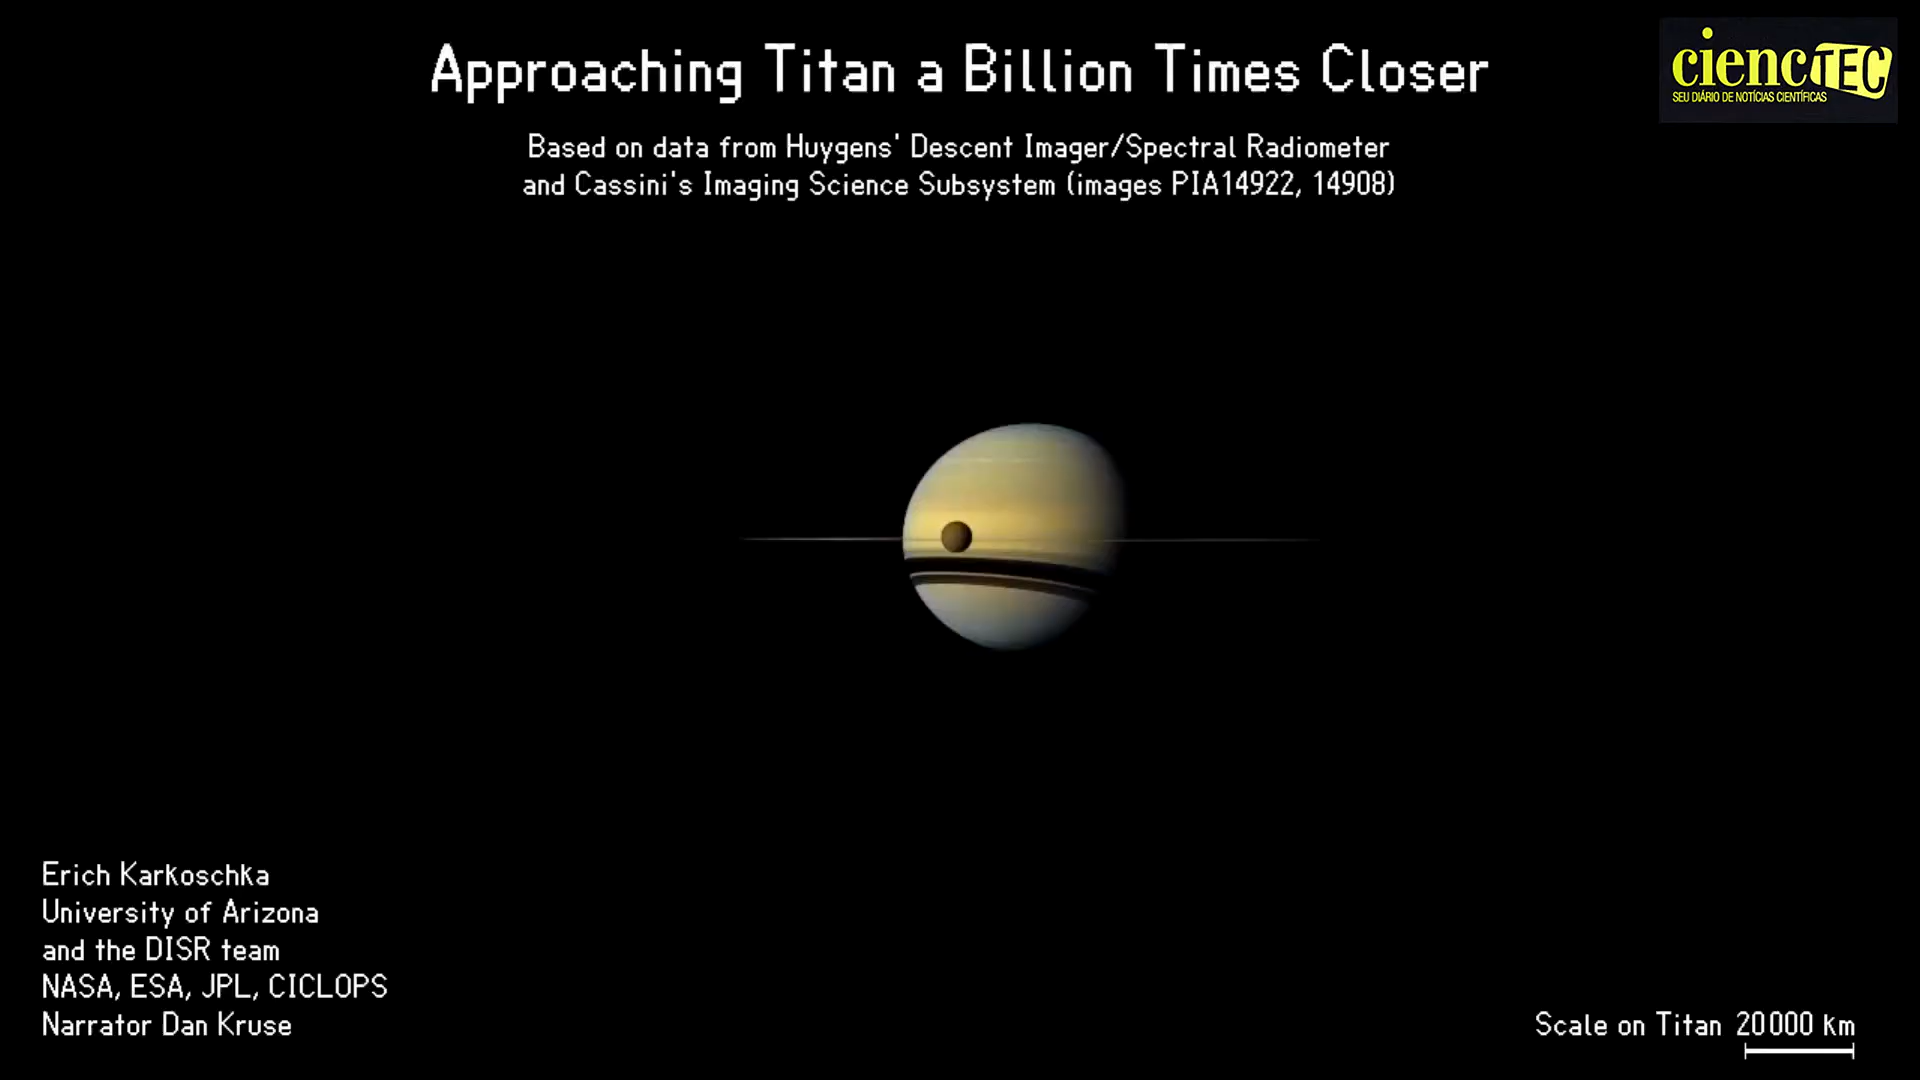 Approaching Titan a Billion Times Closer
ciencTEC
SEU DIÁRIO DE NOTÍCIAS CIENTÍFICAS
Based on data from Huygens' Descent Imager/Spectral Radiometer
and Cassini's Imaging Science Subsystem (images PIA14922, 14908)
Erich Karkoschka
University of Arizona
and the DISR team
NASA, ESA, JPL, CICLOPS
Narrator Dan Kruse
Scale on Titan 20000 km